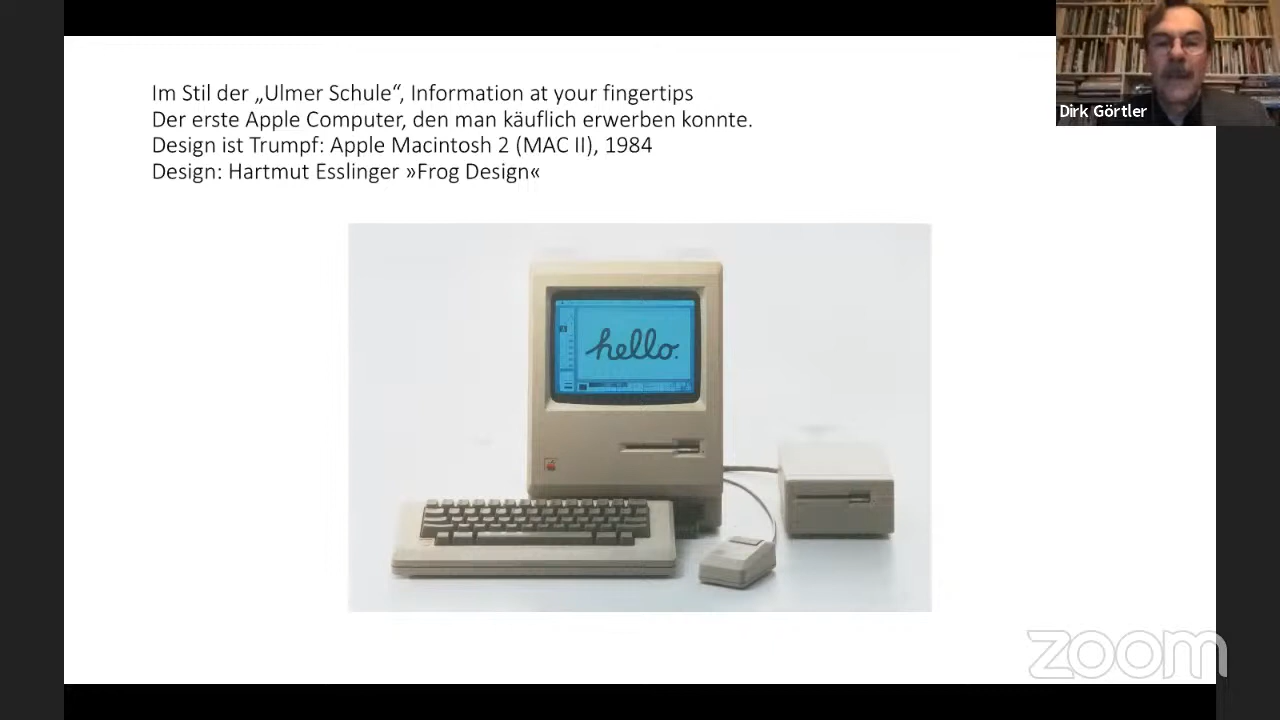 Im Stil der „Ulmer Schule“, Information at your fingertips
Der erste Apple Computer, den man käuflich erwerben konnte.
Design ist Trumpf: Apple Macintosh 2 (MAC II), 1984
Design: Hartmut Esslinger »Frog Design«
Dirk Görtler
hello.
zoom